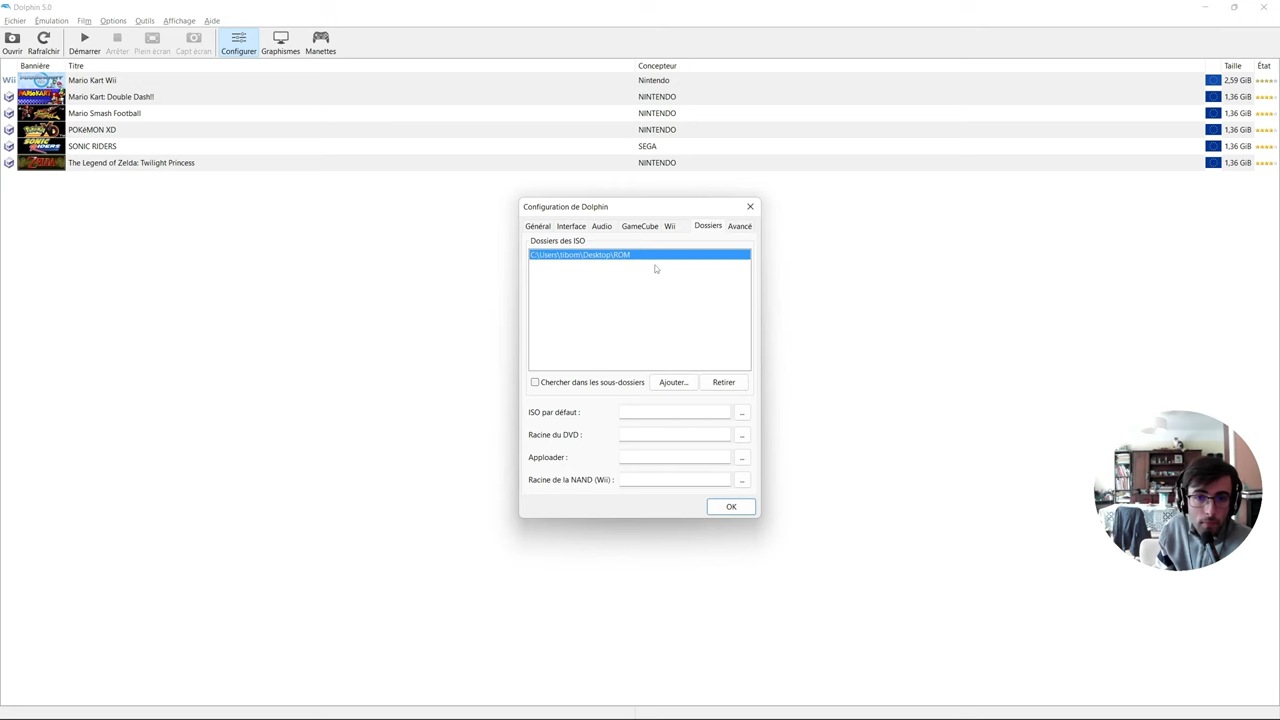 Dolphin 5.0
Fichier Émulation Film Options Outils Affichage Aide
Ouvrir Rafraîchir Démarrer Arrêter Plein écran Capt écran Configurer Graphismes Manettes
Bannière Titre Concepteur Taille État
Wii Mario Kart Wii Nintendo 2,59 GiB
Mario Kart: Double Dash!! NINTENDO 1,36 GiB
Mario Smash Football NINTENDO 1,36 GiB
POKéMON XD NINTENDO 1,36 GiB
SONIC RIDERS SEGA 1,36 GiB
The Legend of Zelda: Twilight Princess NINTENDO 1,36 GiB
Configuration de Dolphin
Général Interface Audio GameCube Wii Dossiers Avancé
Dossiers des ISO
C:\Users\tibom\Desktop\ROM
Chercher dans les sous-dossiers Ajouter... Retirer
ISO par défaut : ...
Racine du DVD : ...
Apploader : ...
Racine de la NAND (Wii) : ...
OK